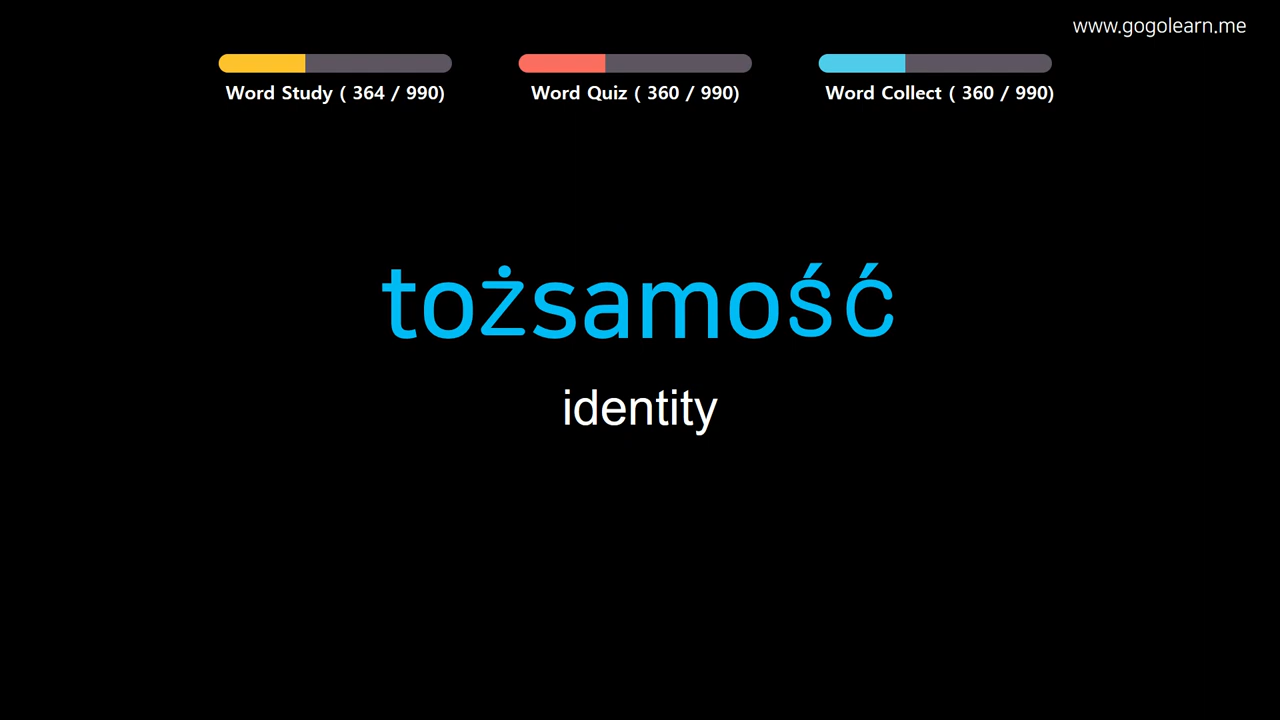 www.gogolearn.me
Word Study ( 364 / 990)
Word Quiz ( 360 / 990)
Word Collect ( 360 / 990)
tożsamość
identity